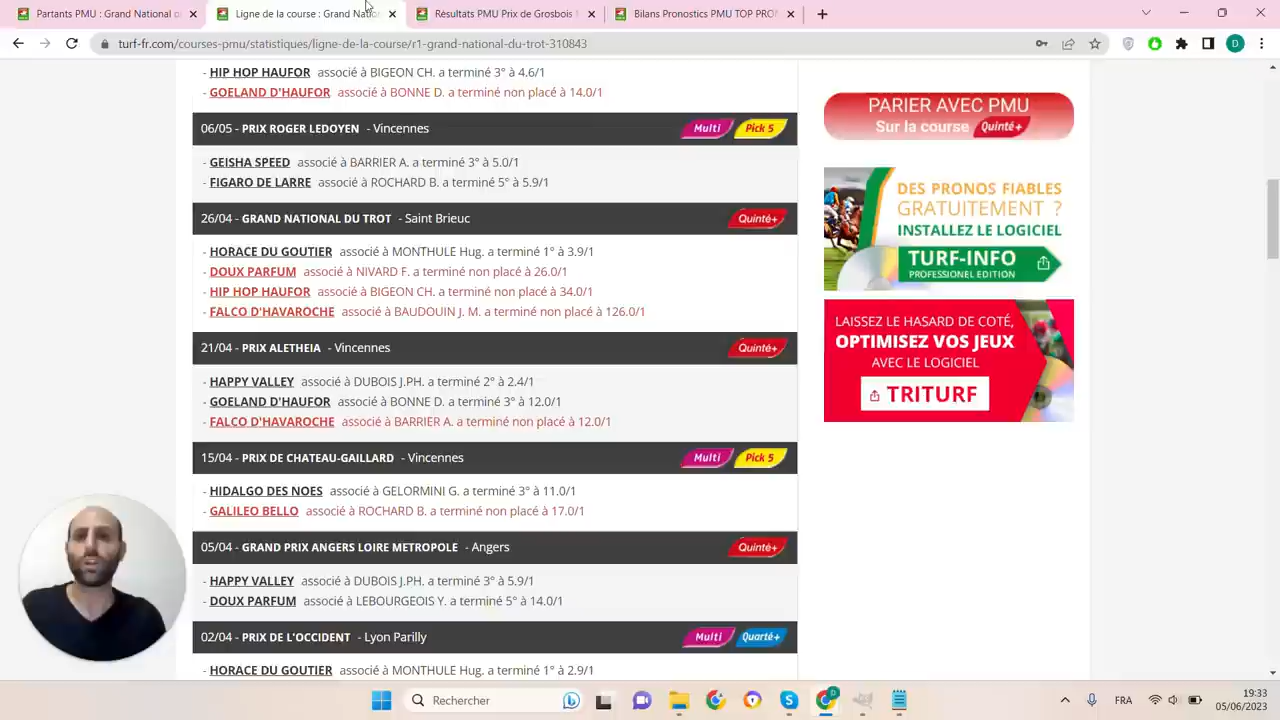 Partants PMU : Grand National d
Ligne de la course : Grand Natio
Résultats PMU Prix de Grosbois
Bilans Pronostics PMU TOP PRO
turf-fr.com/courses-pmu/statistiques/ligne-de-la-course/r1-grand-national-du-trot-310843
D
- HIP HOP HAUFOR associé à BIGEON CH. a terminé 3° à 4.6/1
- GOELAND D'HAUFOR associé à BONNE D. a terminé non placé à 14.0/1
06/05 - PRIX ROGER LEDOYEN - Vincennes Multi Pick 5
- GEISHA SPEED associé à BARRIER A. a terminé 3° à 5.0/1
- FIGARO DE LARRE associé à ROCHARD B. a terminé 5° à 5.9/1
26/04 - GRAND NATIONAL DU TROT - Saint Brieuc Quinté+
- HORACE DU GOUTIER associé à MONTHULE Hug. a terminé 1° à 3.9/1
- DOUX PARFUM associé à NIVARD F. a terminé non placé à 26.0/1
- HIP HOP HAUFOR associé à BIGEON CH. a terminé non placé à 34.0/1
- FALCO D'HAVAROCHE associé à BAUDOUIN J. M. a terminé non placé à 126.0/1
21/04 - PRIX ALETHEIA - Vincennes Quinté+
- HAPPY VALLEY associé à DUBOIS J.PH. a terminé 2° à 2.4/1
- GOELAND D'HAUFOR associé à BONNE D. a terminé 3° à 12.0/1
- FALCO D'HAVAROCHE associé à BARRIER A. a terminé non placé à 12.0/1
15/04 - PRIX DE CHATEAU-GAILLARD - Vincennes Multi Pick 5
- HIDALGO DES NOES associé à GELORMINI G. a terminé 3° à 11.0/1
- GALILEO BELLO associé à ROCHARD B. a terminé non placé à 17.0/1
05/04 - GRAND PRIX ANGERS LOIRE METROPOLE - Angers Quinté+
- HAPPY VALLEY associé à DUBOIS J.PH. a terminé 3° à 5.9/1
- DOUX PARFUM associé à LEBOURGEOIS Y. a terminé 5° à 14.0/1
02/04 - PRIX DE L'OCCIDENT - Lyon Parilly Multi Quarté+
- HORACE DU GOUTIER associé à MONTHULE Hug. a terminé 1° à 2.9/1
PARIER AVEC PMU
Sur la course Quinté+
DES PRONOS FIABLES
GRATUITEMENT ?
INSTALLEZ LE LOGICIEL
TURF-INFO
PROFESSIONEL EDITION
LAISSEZ LE HASARD DE COTÉ,
OPTIMISEZ VOS JEUX
AVEC LE LOGICIEL
TRITURF
Rechercher
FRA
19:33
05/06/2023